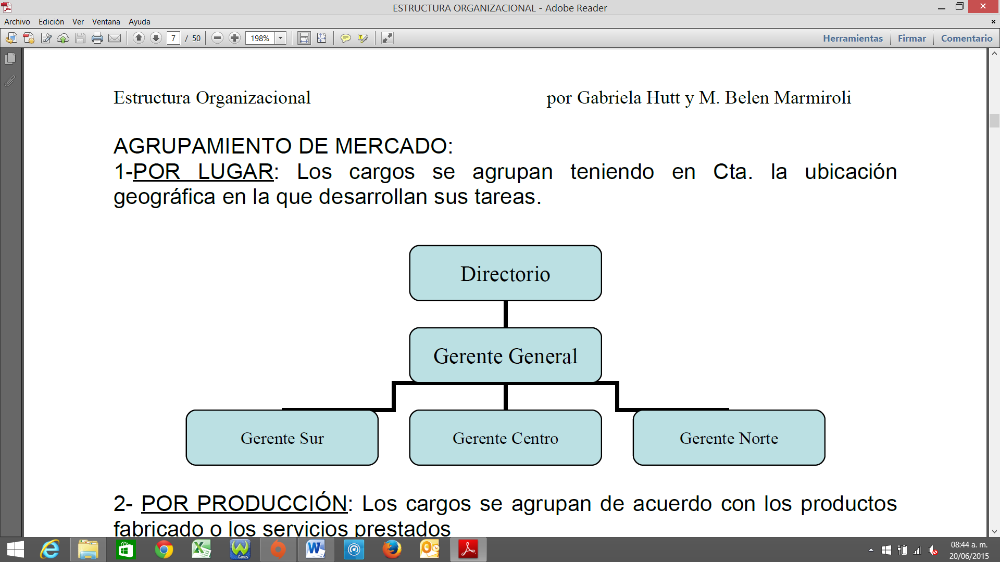 ESTRUCTURA ORGANIZACIONAL - Adobe Reader
Archivo Edición Ver Ventana Ayuda
7 / 50 198% Herramientas Firmar Comentario
Estructura Organizacional por Gabriela Hutt y M. Belen Marmiroli
AGRUPAMIENTO DE MERCADO:
1-POR LUGAR: Los cargos se agrupan teniendo en Cta. la ubicación
geográfica en la que desarrollan sus tareas.
Directorio
Gerente General
Gerente Sur Gerente Centro Gerente Norte
2- POR PRODUCCIÓN: Los cargos se agrupan de acuerdo con los productos
fabricado o los servicios prestados
Games
08:44 a. m.
20/06/2015